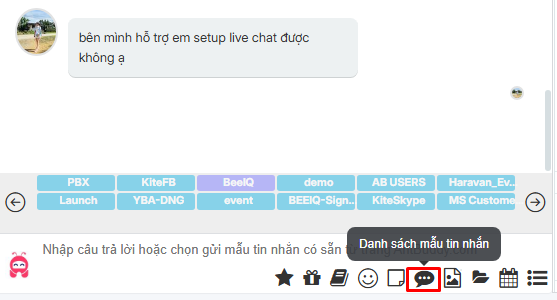 bên mình hỗ trợ em setup live chat được
không ạ
PBX KiteFB BeeIQ demo AB USERS Haravan_Ev..
Launch YBA-DNG event BEEIQ-Sign.. KiteSkype MS Custome
Danh sách mẫu tin nhắn
Nhập câu trả lời hoặc chọn gửi mẫu tin nhắn có sẵn từ